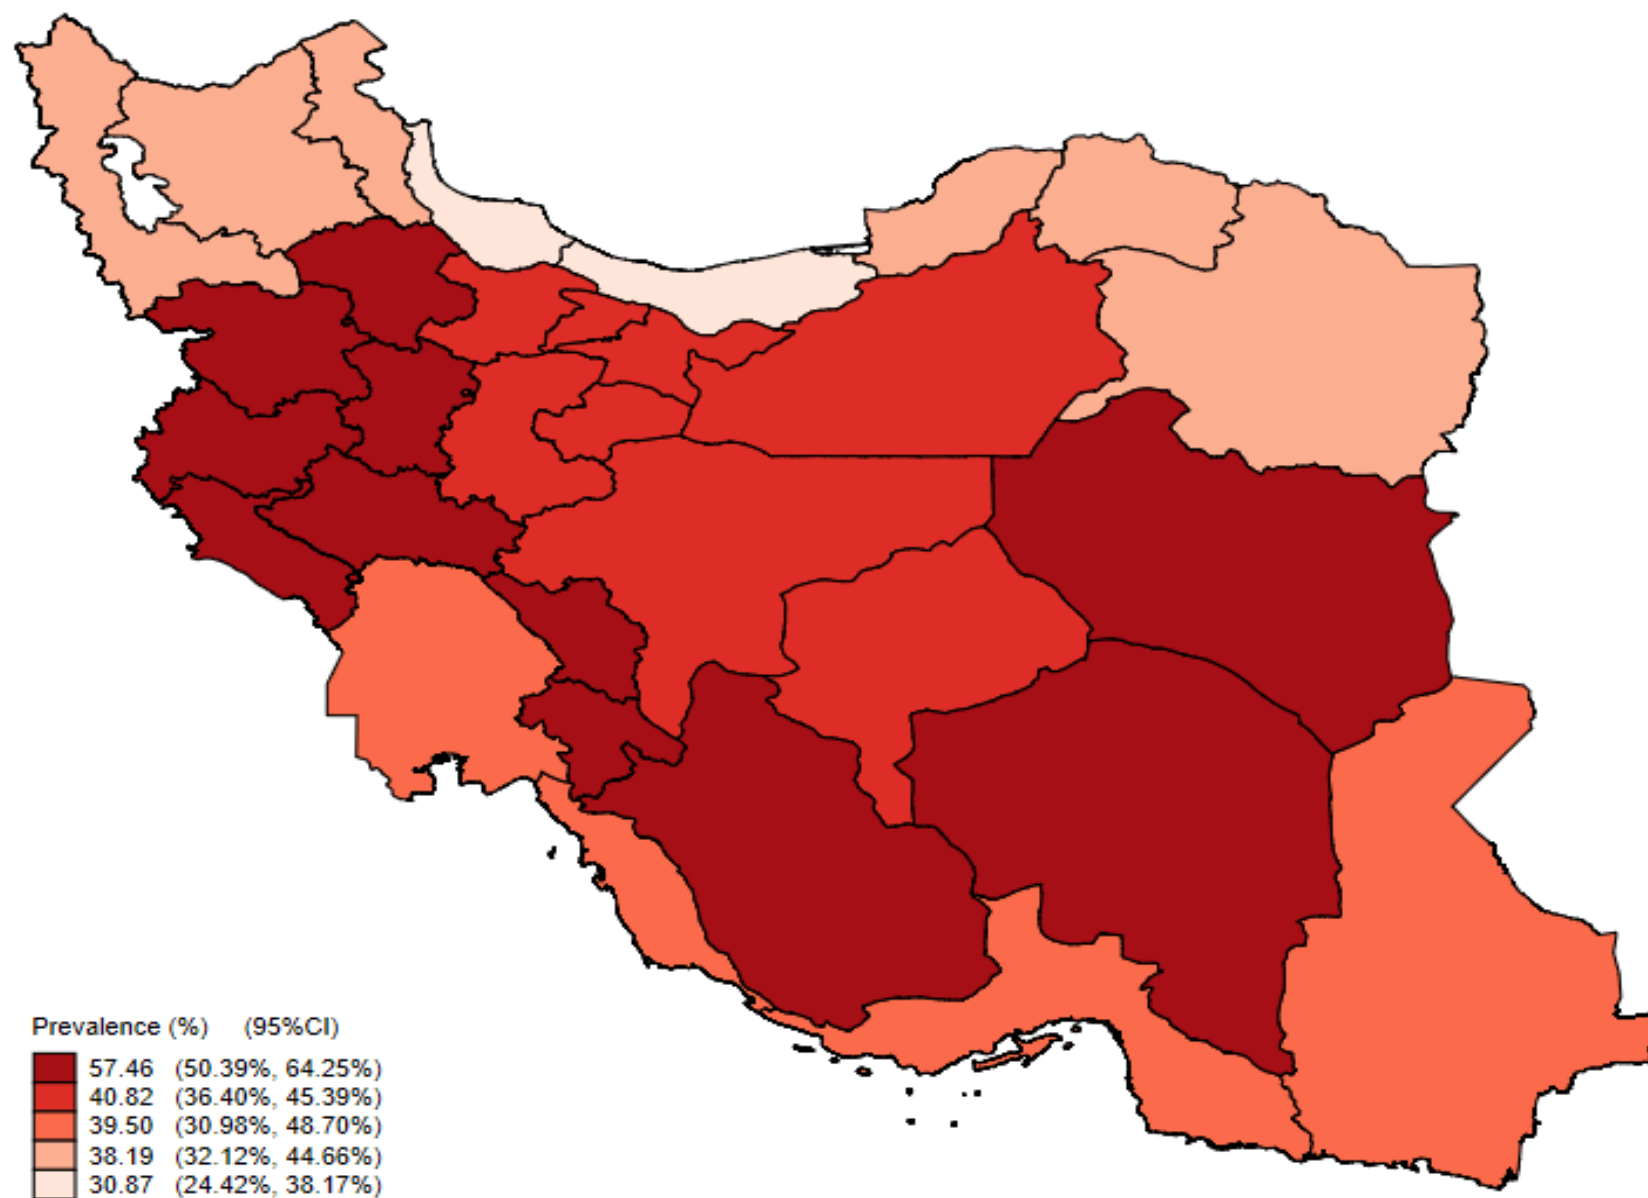 Prevalence (%) (95%CI)
57.46 (50.39%, 64.25%)
40.82 (36.40%, 45.39%)
39.50 (30.98%, 48.70%)
38.19 (32.12%, 44.66%)
30.87 (24.42%, 38.17%)